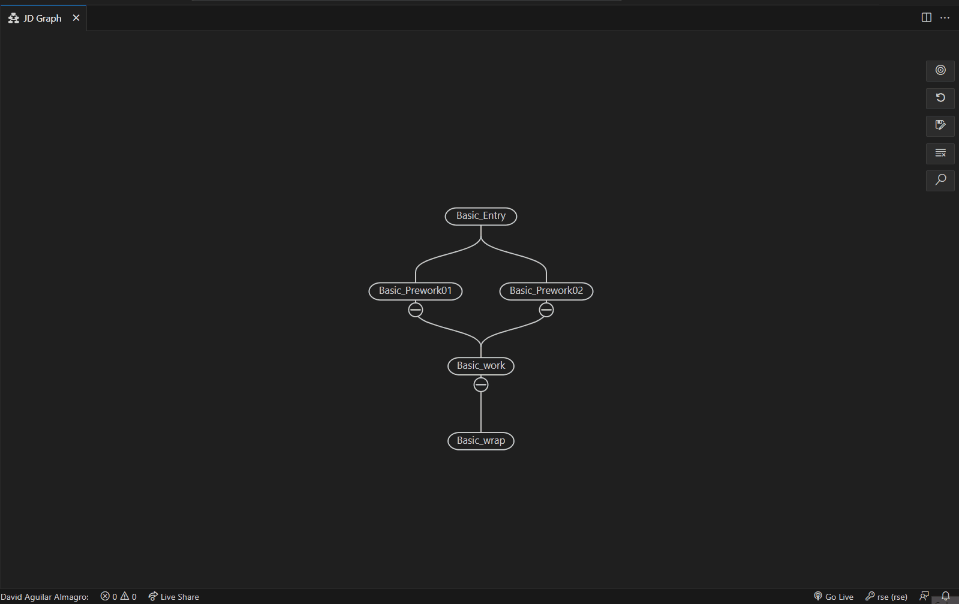 JD Graph
Basic_Entry
Basic_Prework01
Basic_Prework02
Basic_work
Basic_wrap
David Aguilar Almagro:
0
0
Live Share
Go Live
rse (rse)